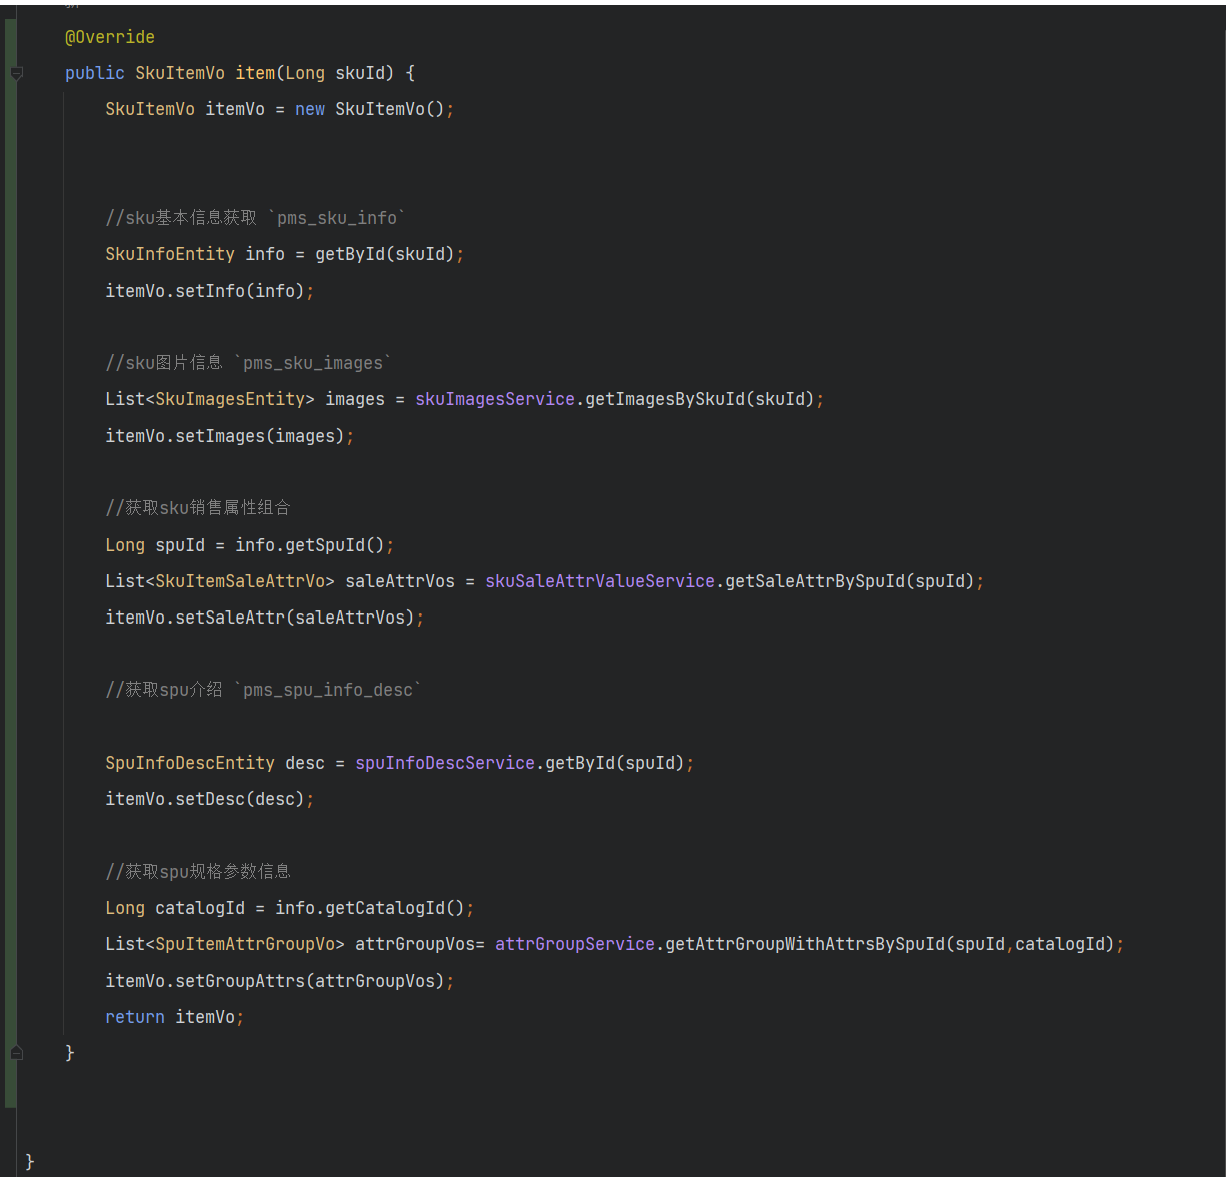 @Override
public SkuItemVo item(Long skuId) {
SkuItemVo itemVo = new SkuItemVo();
//sku基本信息获取 `pms_sku_info`
SkuInfoEntity info = getById(skuId);
itemVo.setInfo(info);
//sku图片信息 `pms_sku_images`
List<SkuImagesEntity> images = skuImagesService.getImagesBySkuId(skuId);
itemVo.setImages(images);
//获取sku销售属性组合
Long spuId = info.getSpuId();
List<SkuItemSaleAttrVo> saleAttrVos = skuSaleAttrValueService.getSaleAttrBySpuId(spuId);
itemVo.setSaleAttr(saleAttrVos);
//获取spu介绍 `pms_spu_info_desc`
SpuInfoDescEntity desc = spuInfoDescService.getById(spuId);
itemVo.setDesc(desc);
//获取spu规格参数信息
Long catalogId = info.getCatalogId();
List<SpuItemAttrGroupVo> attrGroupVos= attrGroupService.getAttrGroupWithAttrsBySpuId(spuId,catalogId);
itemVo.setGroupAttrs(attrGroupVos);
return itemVo;
}
}